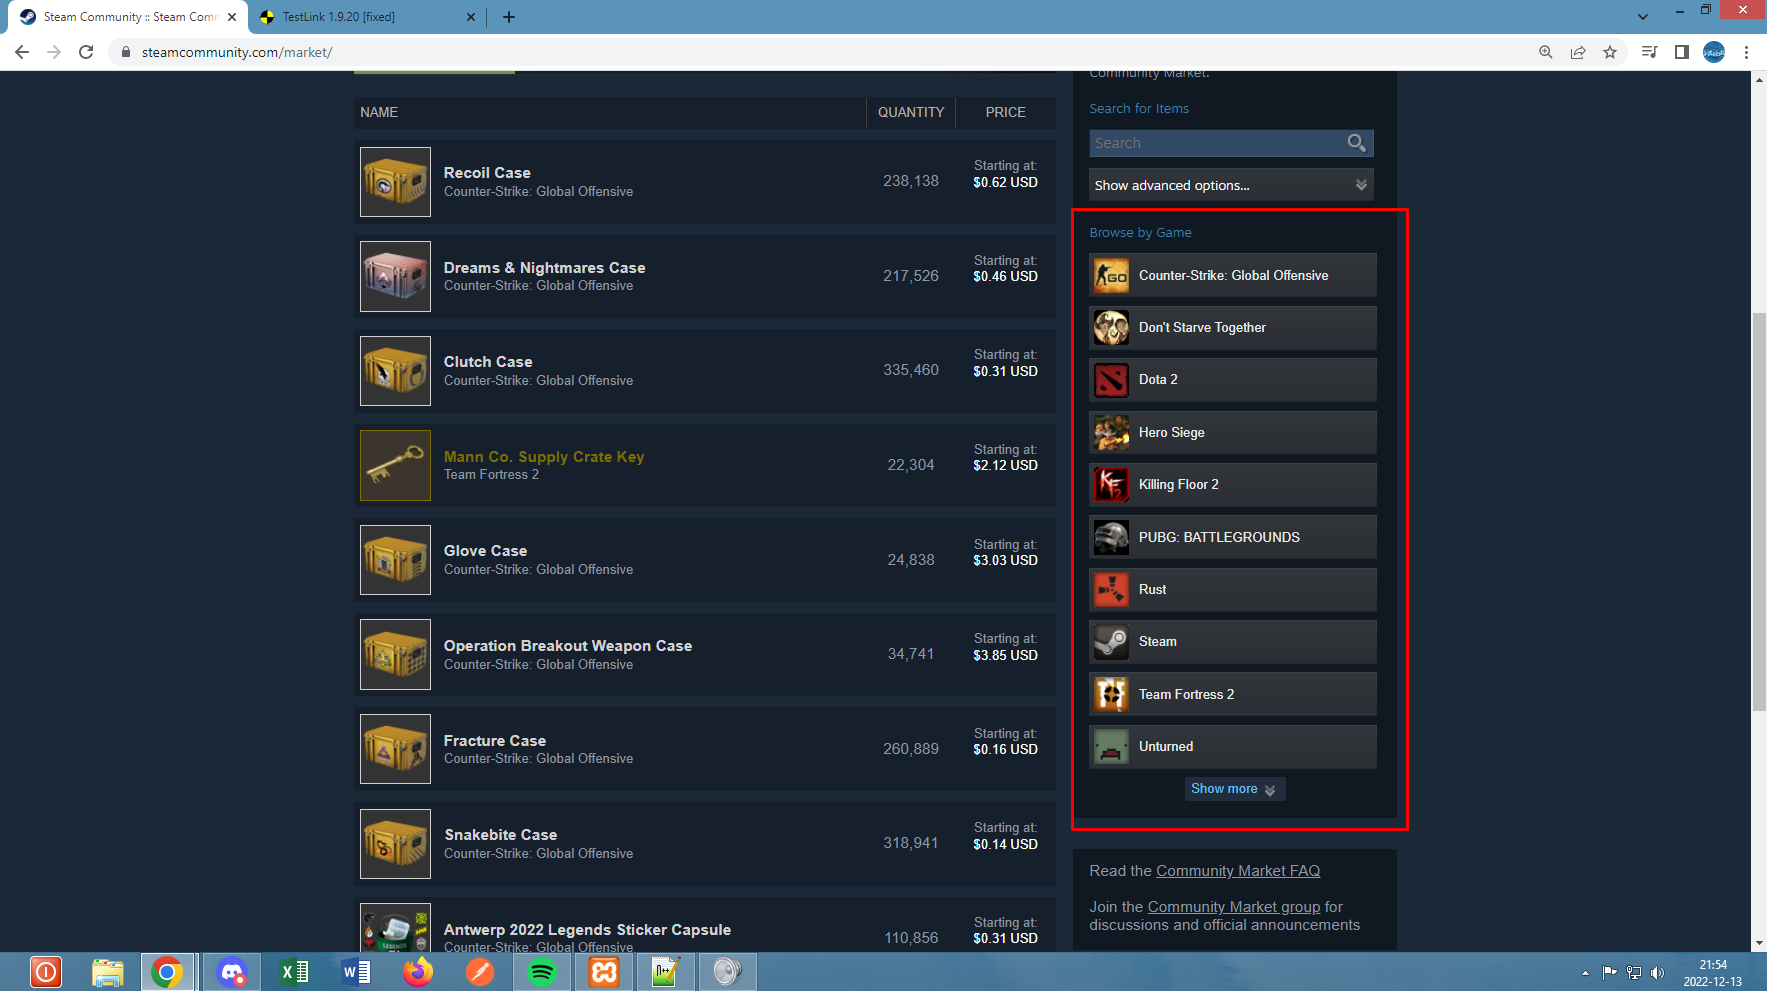 Steam Community :: Steam Comm
TestLink 1.9.20 [fixed]
steamcommunity.com/market/
NAME
QUANTITY
PRICE
Recoil Case
Counter-Strike: Global Offensive
238,138
Starting at:
$0.62 USD
Dreams & Nightmares Case
Counter-Strike: Global Offensive
217,526
Starting at:
$0.46 USD
Clutch Case
Counter-Strike: Global Offensive
335,460
Starting at:
$0.31 USD
Mann Co. Supply Crate Key
Team Fortress 2
22,304
Starting at:
$2.12 USD
Glove Case
Counter-Strike: Global Offensive
24,838
Starting at:
$3.03 USD
Operation Breakout Weapon Case
Counter-Strike: Global Offensive
34,741
Starting at:
$3.85 USD
Fracture Case
Counter-Strike: Global Offensive
260,889
Starting at:
$0.16 USD
Snakebite Case
Counter-Strike: Global Offensive
318,941
Starting at:
$0.14 USD
Antwerp 2022 Legends Sticker Capsule
Counter-Strike: Global Offensive
110,856
Starting at:
$0.31 USD
Community Market.
Search for Items
Search
Show advanced options...
Browse by Game
Counter-Strike: Global Offensive
Don't Starve Together
Dota 2
Hero Siege
Killing Floor 2
PUBG: BATTLEGROUNDS
Rust
Steam
Team Fortress 2
Unturned
Show more
Read the Community Market FAQ
Join the Community Market group for
discussions and official announcements
21:54
2022-12-13